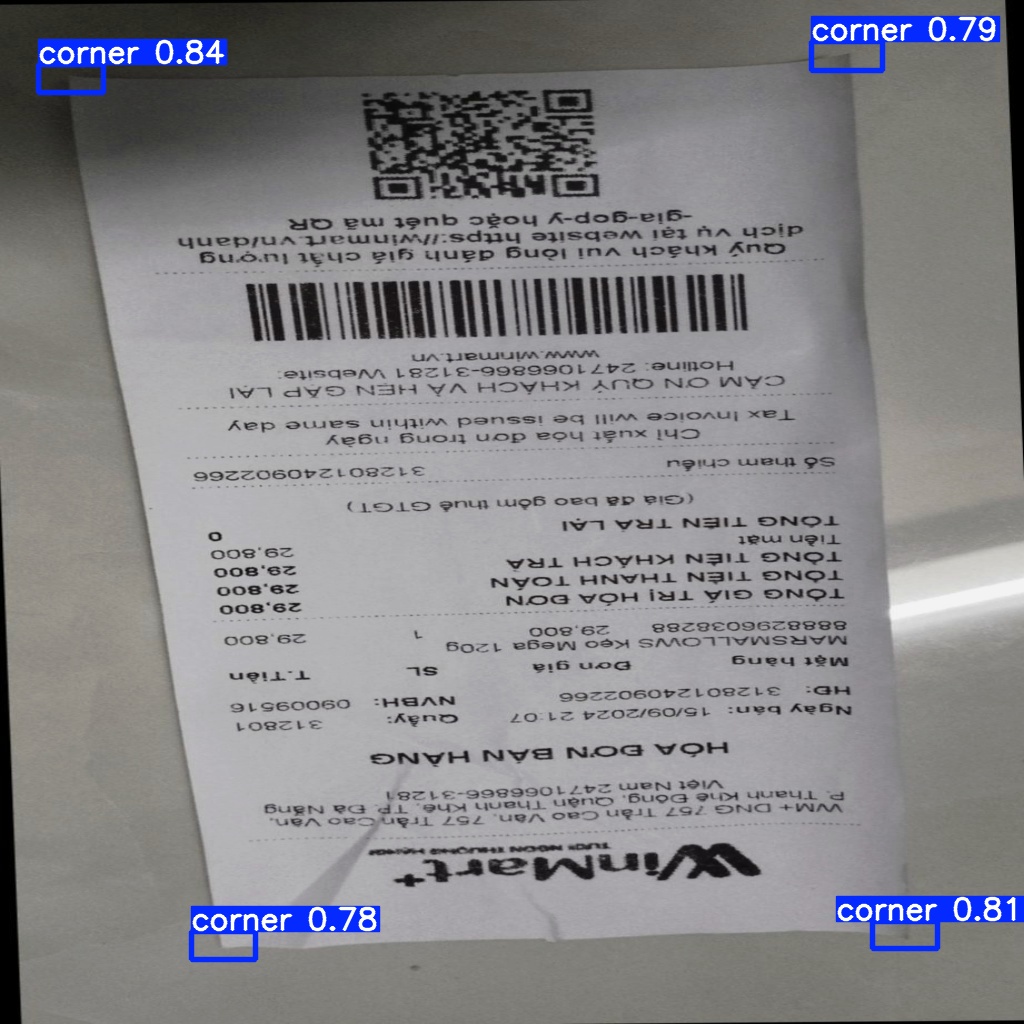 corner 0.84
corner 0.79
WinMart+
TƯƠI NGON THƯỢNG HẠNG
WM+ DNG 757 Trần Cao Vân, 757 Trần Cao Vân,
P. Thanh Khê Đông, Quận Thanh Khê, TP. Đà Nẵng
Việt Nam 2471066866-31281
HÓA ĐƠN BÁN HÀNG
Ngày bán: 15/09/2024 21:07 Quầy: 312801
HĐ: 312801240902266 NVBH: 09009516
Mặt hàng Đơn giá SL T.Tiền
MARSMALLOWS Kẹo Mega 120g
8888296038288 29,800 1 29,800
TỔNG GIÁ TRỊ HÓA ĐƠN 29,800
TỔNG TIỀN THANH TOÁN 29,800
TỔNG TIỀN KHÁCH TRẢ 29,800
Tiền mặt 29,800
TỔNG TIỀN TRẢ LẠI 0
(Giá đã bao gồm thuế GTGT)
Số tham chiếu 312801240902266
Chỉ xuất hóa đơn trong ngày
Tax Invoice will be issued within same day
CẢM ƠN QUÝ KHÁCH VÀ HẸN GẶP LẠI
Hotline: 2471066866-31281 Website:
www.winmart.vn
Quý khách vui lòng đánh giá chất lượng
dịch vụ tại website https://winmart.vn/danh
-gia-gop-y hoặc quét mã QR
corner 0.78
corner 0.81